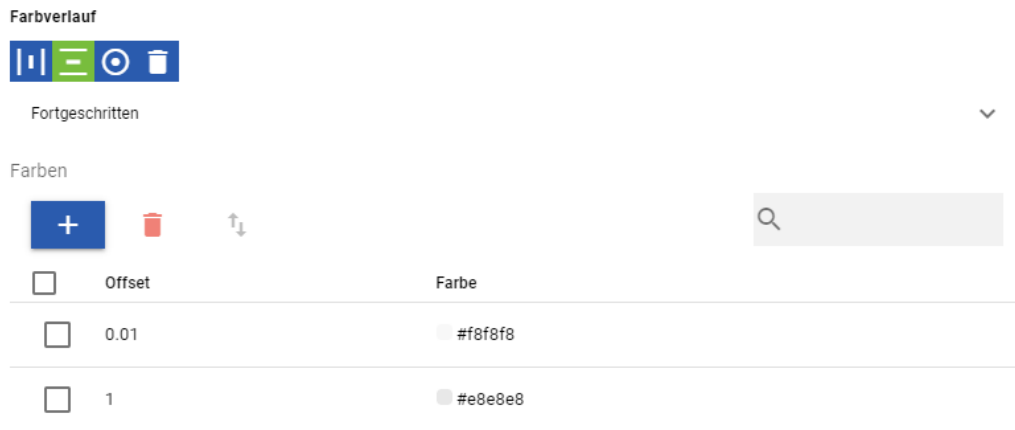 Farbverlauf
Fortgeschritten
Farben
Offset Farbe
0.01 #f8f8f8
1 #e8e8e8